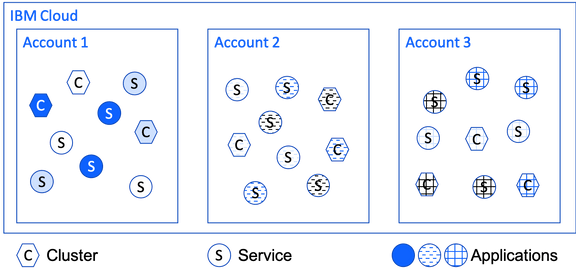 IBM Cloud
Account 1 Account 2 Account 3
C S S S S S
C S C S C S
C S S C
S C C S C S
S S S
S S S S C S C
C Cluster S Service Applications